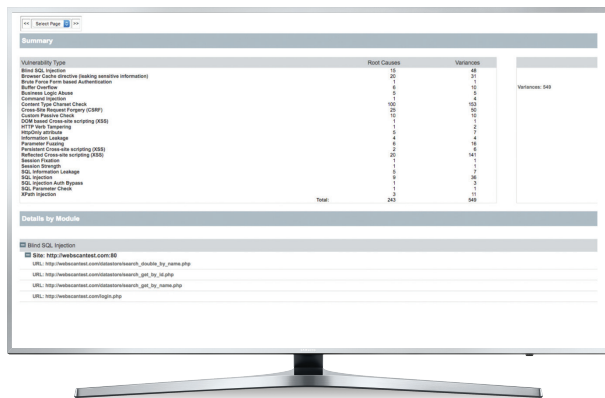 << Select Page >>
Summary
Vulnerability Type Root Causes Variances
Blind SQL Injection 15 48
Browser Cache directive (leaking sensitive information) 20 31
Brute Force Form based Authentication 1 1
Buffer Overflow 6 10
Business Logic Abuse 5 5
Command Injection 1 4
Content Type Charset Check 100 153
Cross-Site Request Forgery (CSRF) 25 50
Custom Passive Check 10 10
DOM based Cross-site scripting (XSS) 1 1
HTTP Verb Tampering 1 2
HttpOnly attribute 5 7
Information Leakage 4 4
Parameter Fuzzing 6 16
Persistent Cross-site scripting (XSS) 2 6
Reflected Cross-site scripting (XSS) 20 141
Session Fixation 1 1
Session Strength 1 1
SQL Information Leakage 5 7
SQL Injection 9 36
SQL Injection Auth Bypass 1 3
SQL Parameter Check 1 1
XPath Injection 3 11
Total: 243 549
Variances: 549
Details by Module
Blind SQL Injection
Site: http://webscantest.com:80
URL: http://webscantest.com/datastore/search_double_by_name.php
URL: http://webscantest.com/datastore/search_get_by_id.php
URL: http://webscantest.com/datastore/search_get_by_name.php
URL: http://webscantest.com/login.php